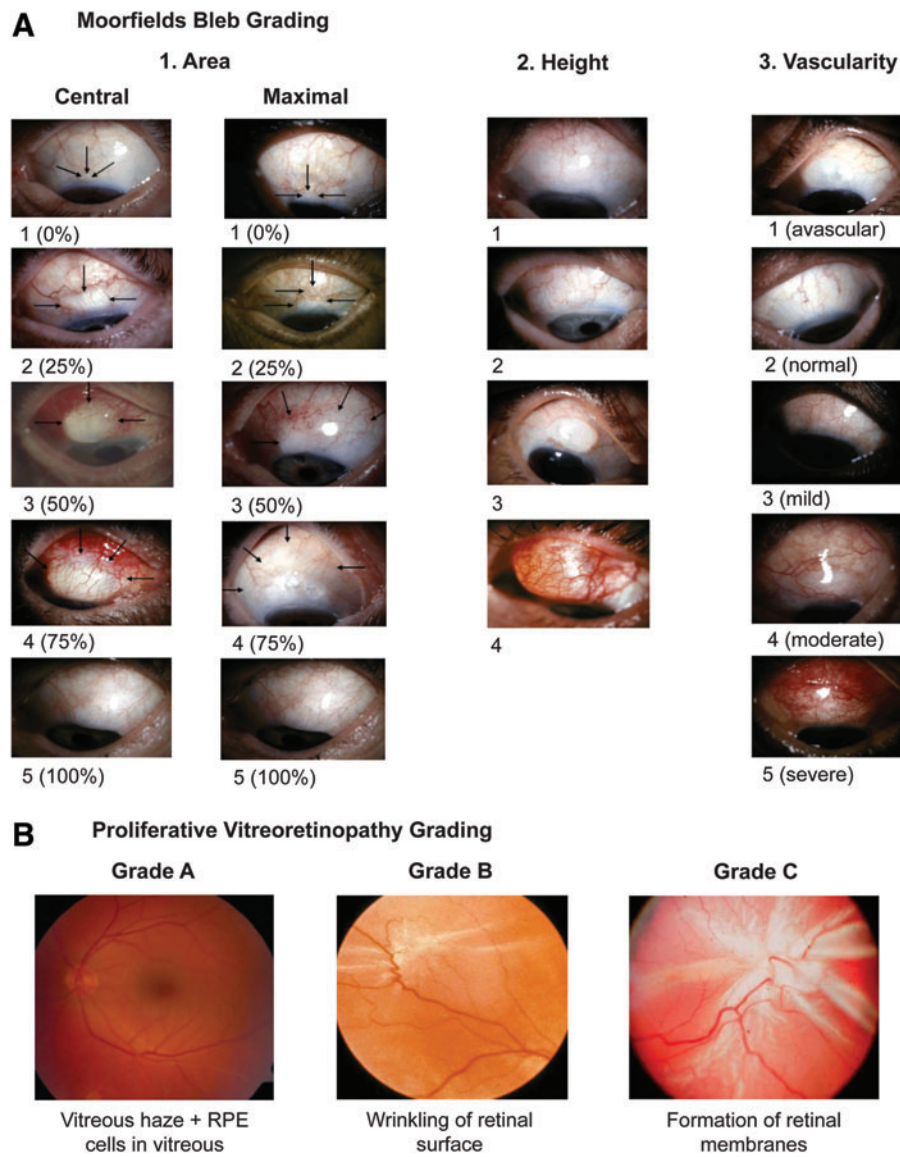 A Moorfields Bleb Grading
1. Area
2. Height
3. Vascularity
Central
Maximal
1 (0%)
1 (0%)
1
1 (avascular)
2 (25%)
2 (25%)
2
2 (normal)
3 (50%)
3 (50%)
3
3 (mild)
4 (75%)
4 (75%)
4
4 (moderate)
5 (100%)
5 (100%)
5 (severe)
B Proliferative Vitreoretinopathy Grading
Grade A
Grade B
Grade C
Vitreous haze + RPE
cells in vitreous
Wrinkling of retinal
surface
Formation of retinal
membranes